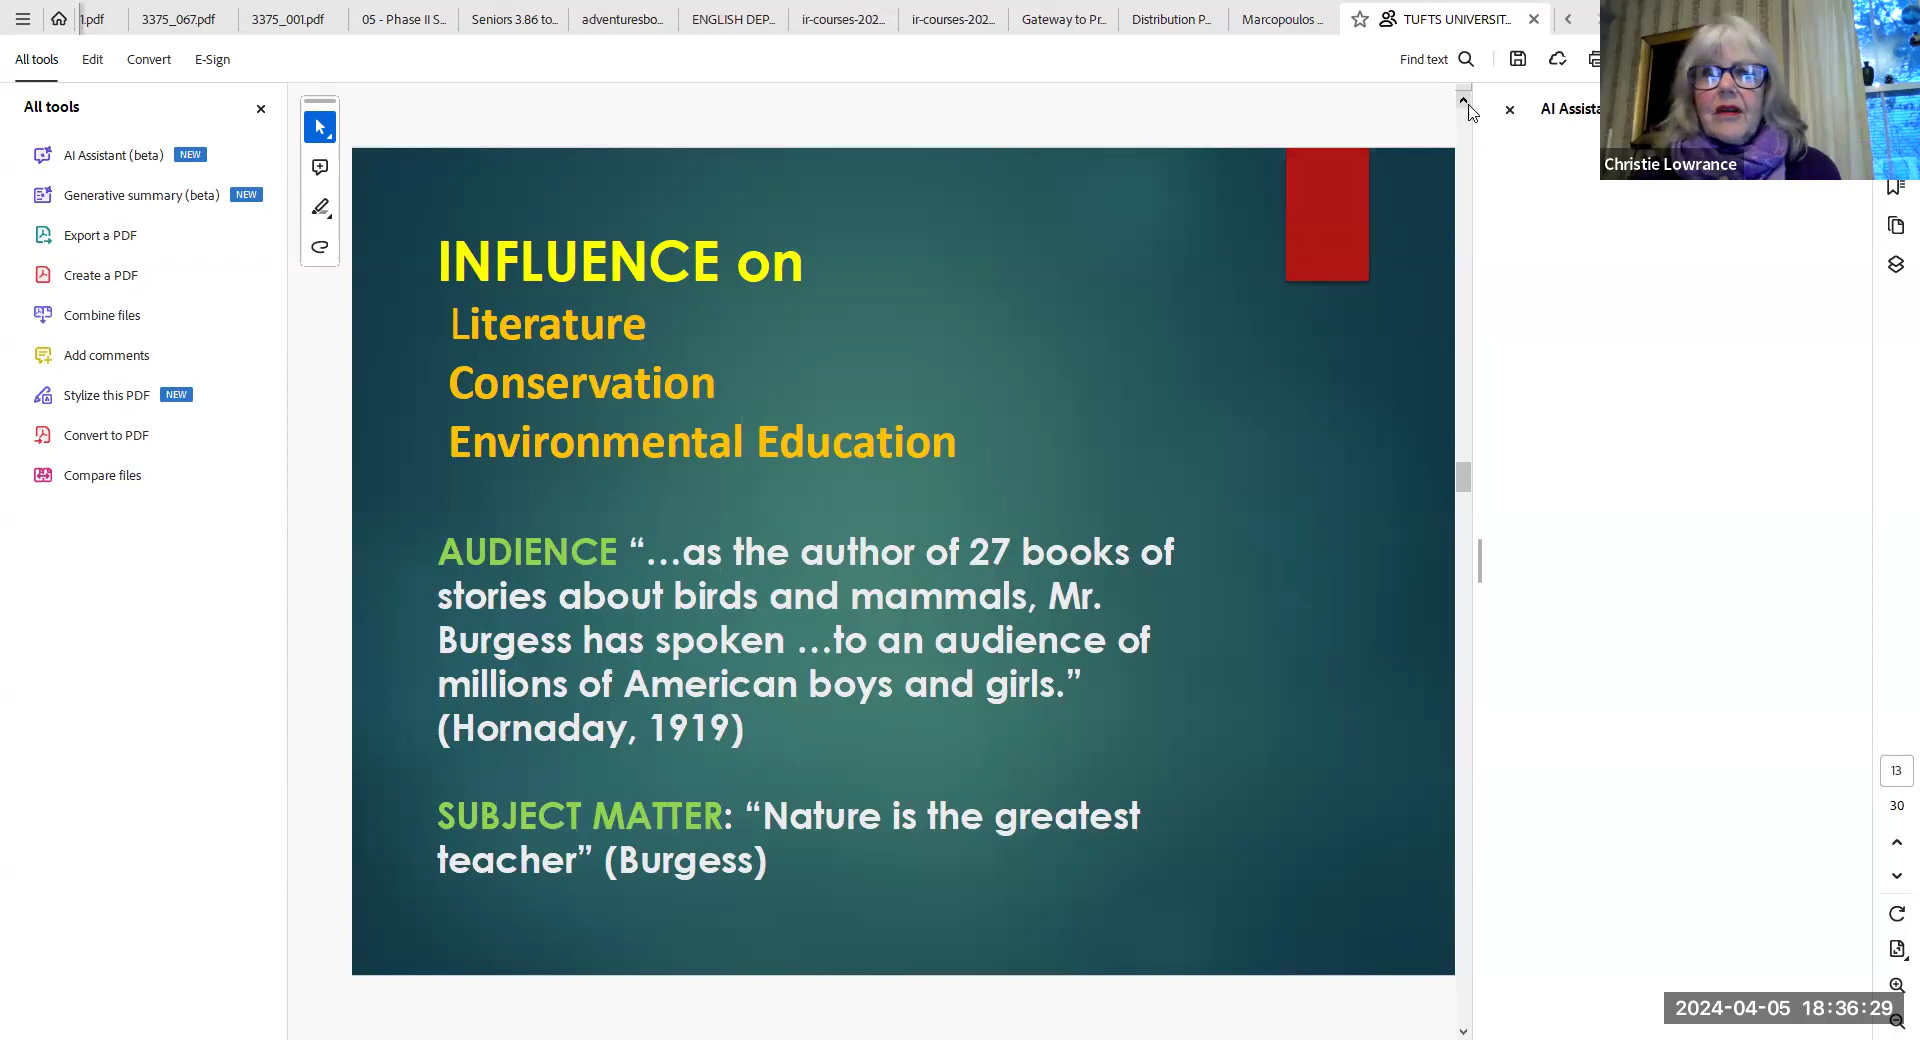 1.pdf
3375_067.pdf
3375_001.pdf
05 - Phase II S...
Seniors 3.86 to...
adventuresbo...
ENGLISH DEP...
ir-courses-202...
ir-courses-202...
Gateway to Pr...
Distribution P...
Marcopoulos ...
TUFTS UNIVERSIT...
All tools
Edit
Convert
E-Sign
Find text
All tools
AI Assistant (beta) NEW
Generative summary (beta) NEW
Export a PDF
Create a PDF
Combine files
Add comments
Stylize this PDF NEW
Convert to PDF
Compare files
INFLUENCE on
Literature
Conservation
Environmental Education
AUDIENCE “...as the author of 27 books of
stories about birds and mammals, Mr.
Burgess has spoken ...to an audience of
millions of American boys and girls.”
(Hornaday, 1919)
SUBJECT MATTER: “Nature is the greatest
teacher” (Burgess)
AI Assista
Christie Lowrance
13
30
2024-04-05 18:36:29